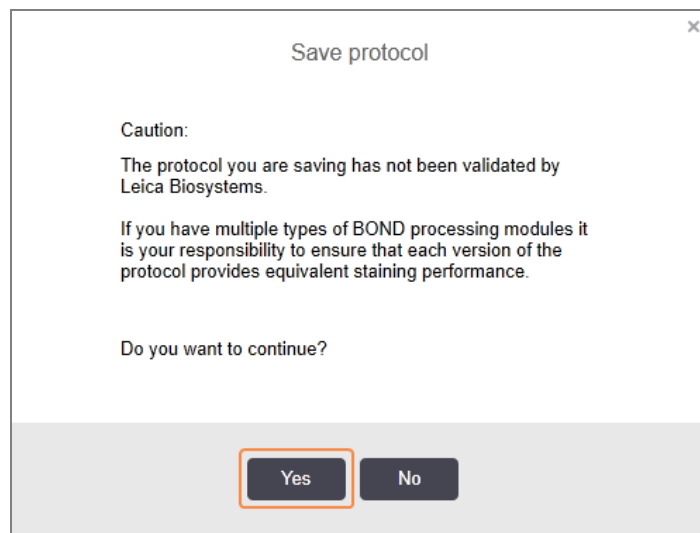 Save protocol
Caution:
The protocol you are saving has not been validated by
Leica Biosystems.
If you have multiple types of BOND processing modules it
is your responsibility to ensure that each version of the
protocol provides equivalent staining performance.
Do you want to continue?
Yes No